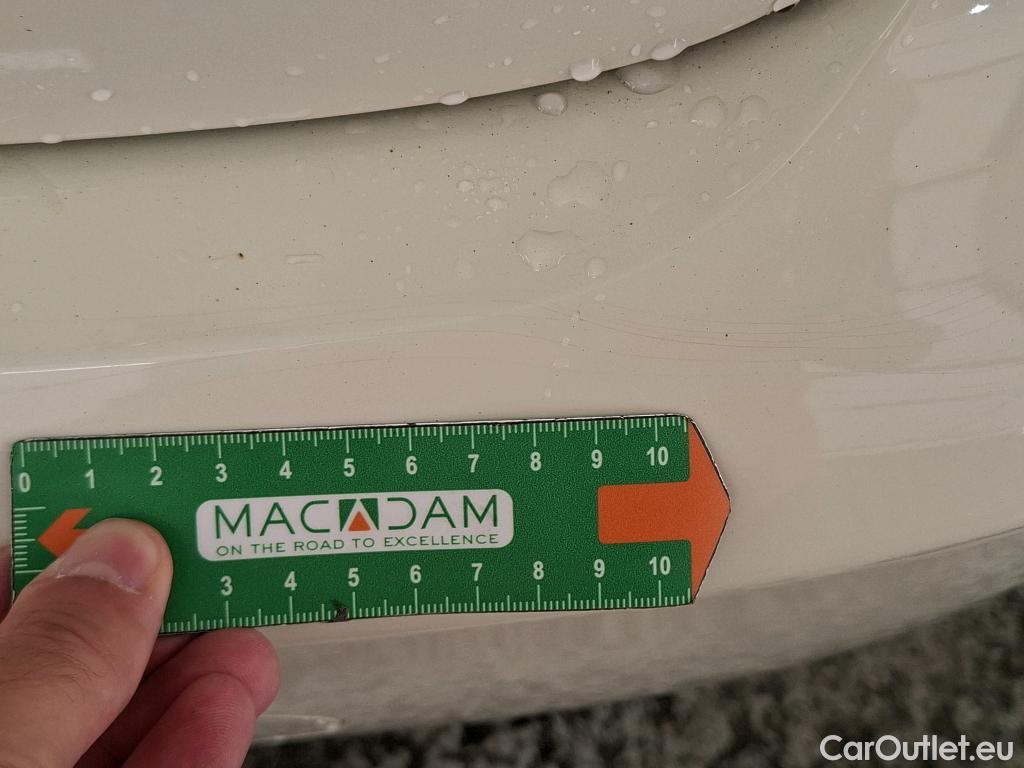 0 1 2 3 4 5 6 7 8 9 10
MACADAM
ON THE ROAD TO EXCELLENCE
3 4 5 6 7 8 9 10
CarOutlet.eu